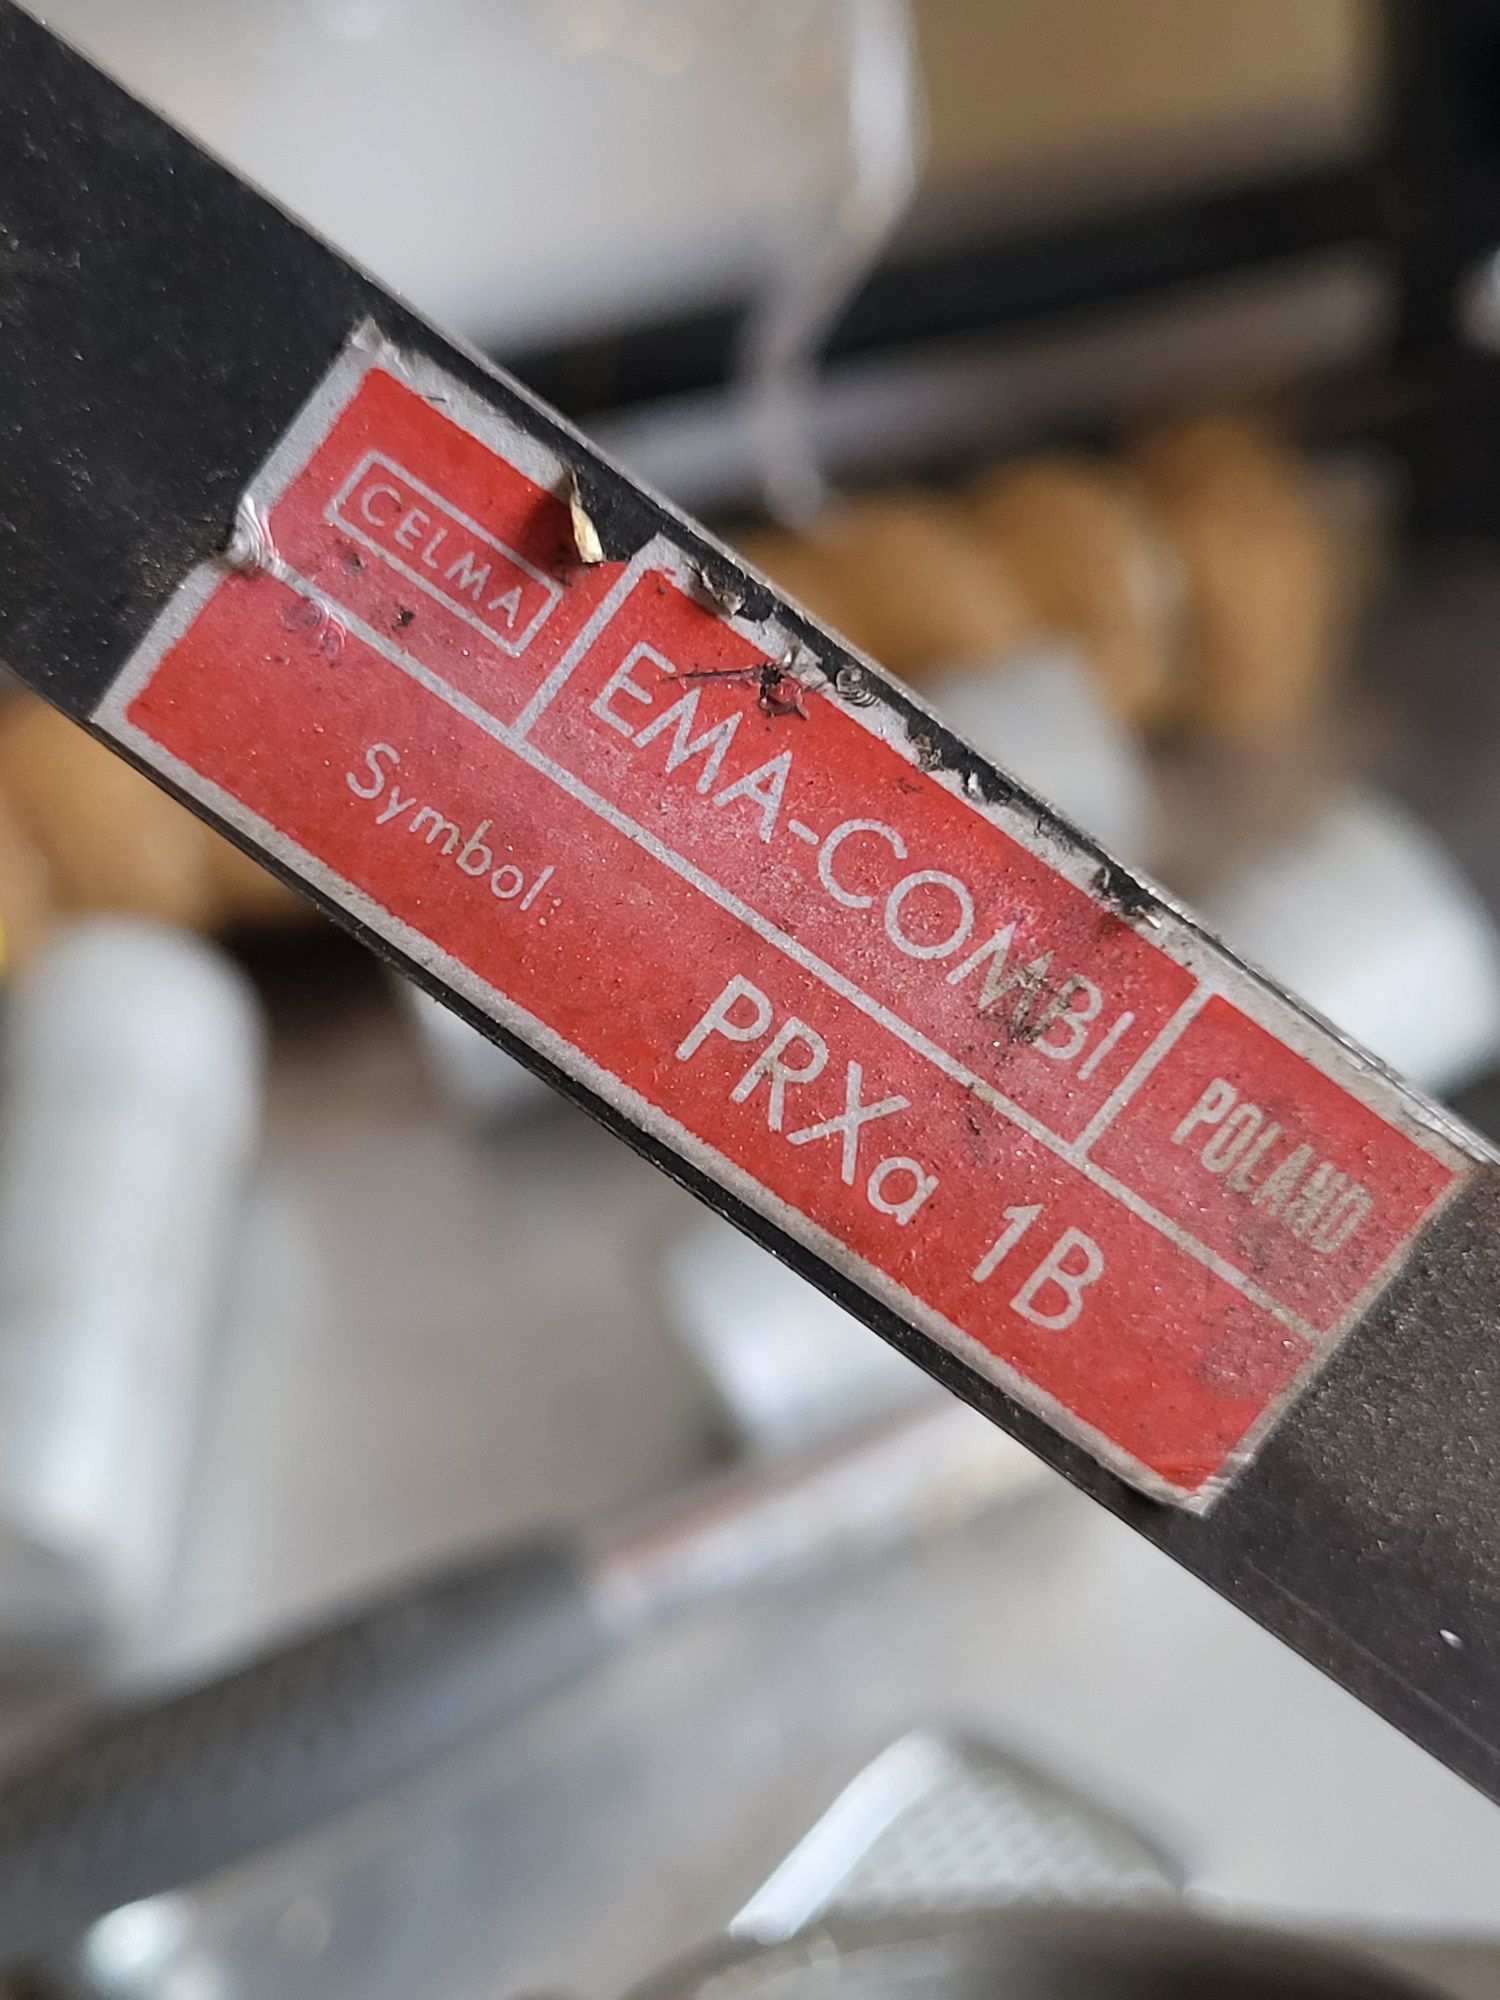 CELMA
EMA-COMBI
POLAND
Symbol:
PRXa 1B